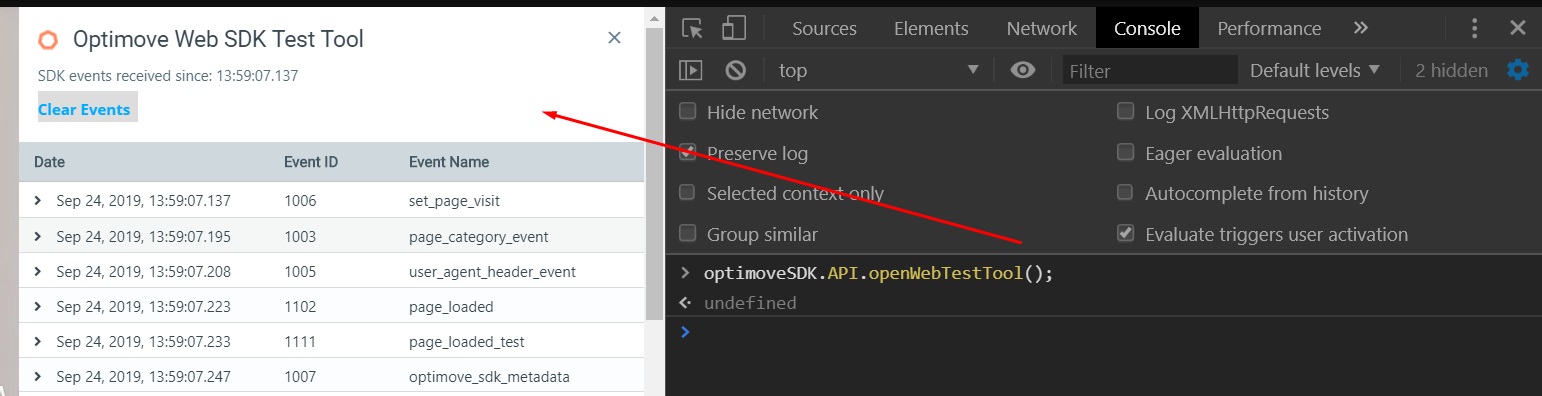 Optimove Web SDK Test Tool
SDK events received since: 13:59:07.137
Clear Events
Date Event ID Event Name
Sep 24, 2019, 13:59:07.137 1006 set_page_visit
Sep 24, 2019, 13:59:07.195 1003 page_category_event
Sep 24, 2019, 13:59:07.208 1005 user_agent_header_event
Sep 24, 2019, 13:59:07.223 1102 page_loaded
Sep 24, 2019, 13:59:07.233 1111 page_loaded_test
Sep 24, 2019, 13:59:07.247 1007 optimove_sdk_metadata
Sources Elements Network Console Performance
top Filter Default levels 2 hidden
Hide network Log XMLHttpRequests
Preserve log Eager evaluation
Selected context only Autocomplete from history
Group similar Evaluate triggers user activation
optimoveSDK.API.openWebTestTool();
undefined